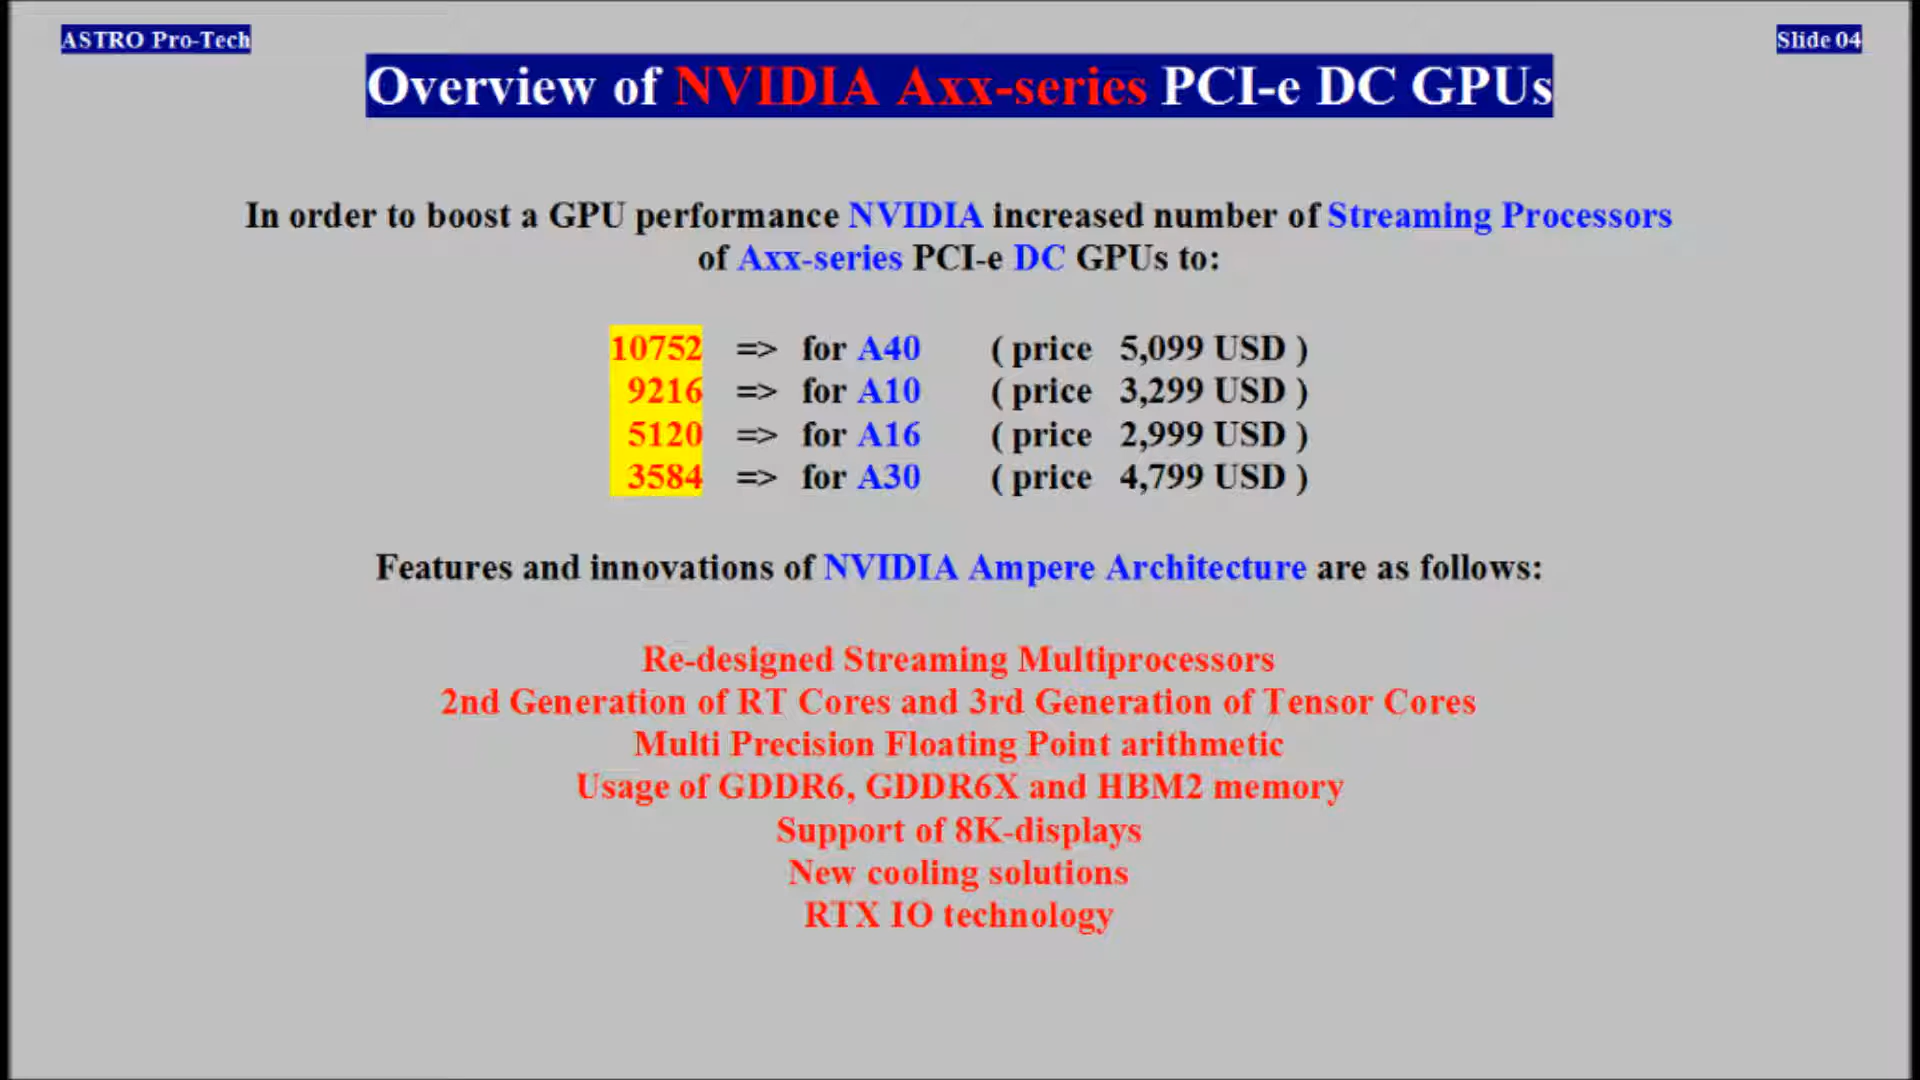 ASTRO Pro-Tech
Slide 04
Overview of NVIDIA Axx-series PCI-e DC GPUs
In order to boost a GPU performance NVIDIA increased number of Streaming Processors
of Axx-series PCI-e DC GPUs to:
10752 => for A40 ( price 5,099 USD )
9216 => for A10 ( price 3,299 USD )
5120 => for A16 ( price 2,999 USD )
3584 => for A30 ( price 4,799 USD )
Features and innovations of NVIDIA Ampere Architecture are as follows:
Re-designed Streaming Multiprocessors
2nd Generation of RT Cores and 3rd Generation of Tensor Cores
Multi Precision Floating Point arithmetic
Usage of GDDR6, GDDR6X and HBM2 memory
Support of 8K-displays
New cooling solutions
RTX IO technology